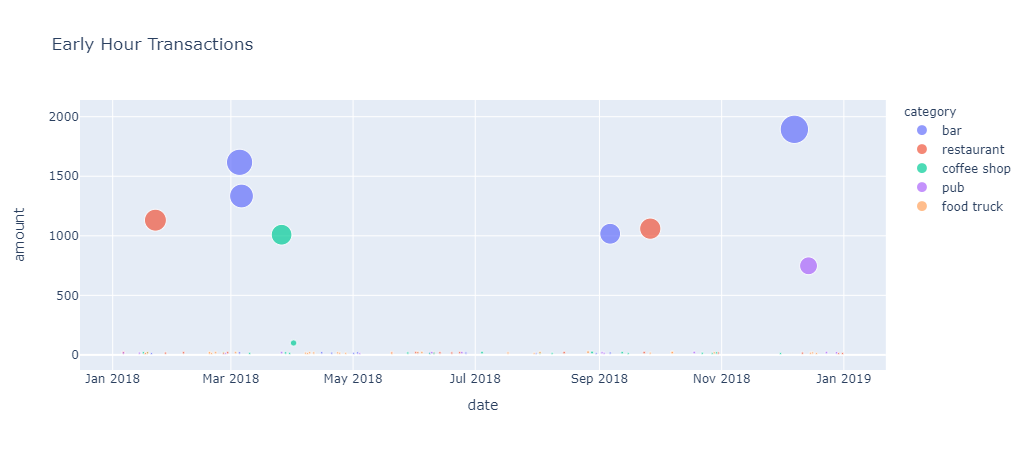 Early Hour Transactions
category
bar
restaurant
coffee shop
pub
food truck
amount
2000
1500
1000
500
0
Jan 2018 Mar 2018 May 2018 Jul 2018 Sep 2018 Nov 2018 Jan 2019
date